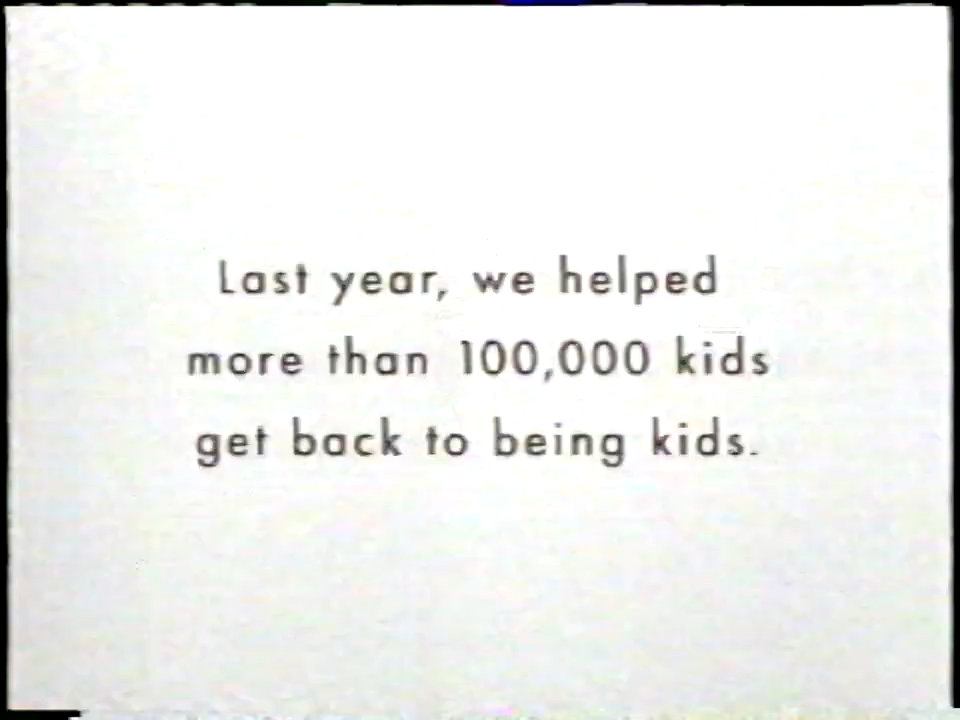 Last year, we helped
more than 100,000 kids
get back to being kids.